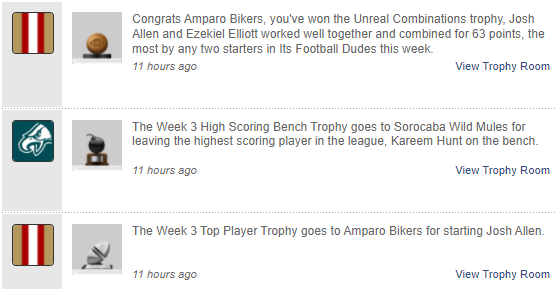 Congrats Amparo Bikers, you've won the Unreal Combinations trophy, Josh
Allen and Ezekiel Elliott worked well together and combined for 63 points, the
most by any two starters in Its Football Dudes this week.
11 hours ago View Trophy Room
The Week 3 High Scoring Bench Trophy goes to Sorocaba Wild Mules for
leaving the highest scoring player in the league, Kareem Hunt on the bench.
11 hours ago View Trophy Room
The Week 3 Top Player Trophy goes to Amparo Bikers for starting Josh Allen.
11 hours ago View Trophy Room